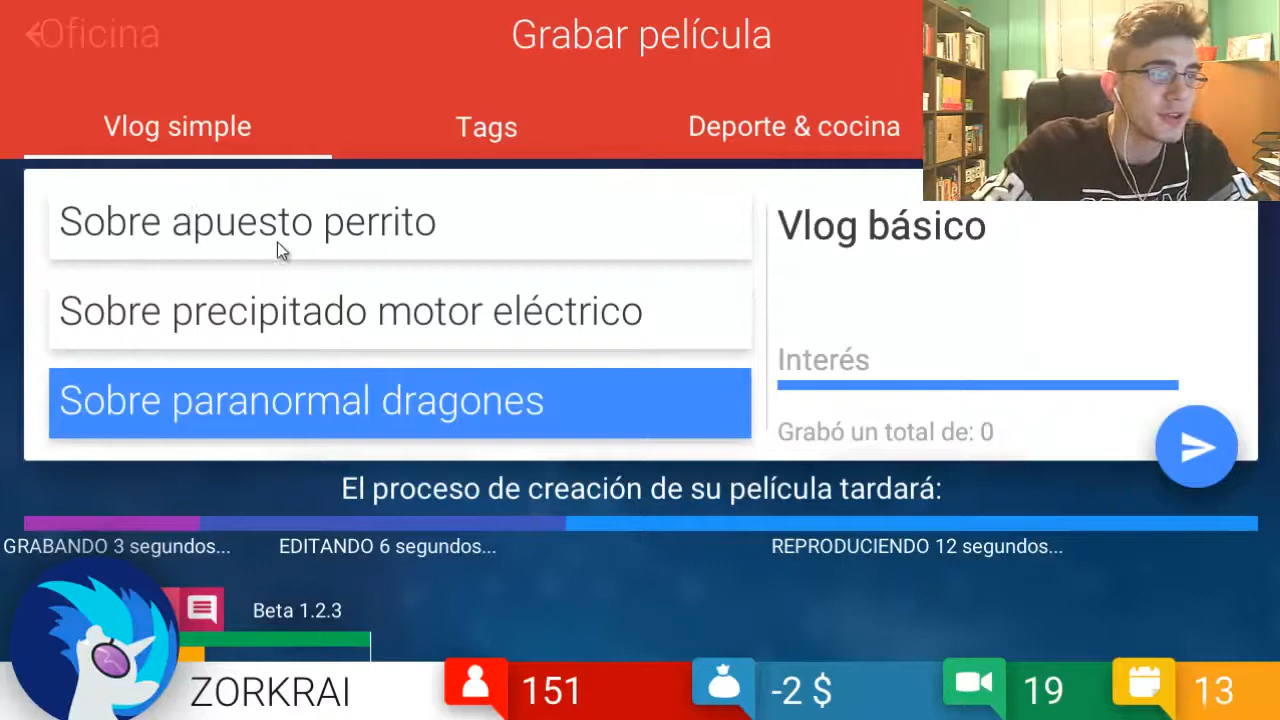 Oficina
Grabar película
Vlog simple
Tags
Deporte & cocina
Sobre apuesto perrito
Sobre precipitado motor eléctrico
Sobre paranormal dragones
Vlog básico
Interés
Grabó un total de: 0
El proceso de creación de su película tardará:
GRABANDO 3 segundos...
EDITANDO 6 segundos...
REPRODUCIENDO 12 segundos...
Beta 1.2.3
ZORKRAI
151
-2 $
19
13